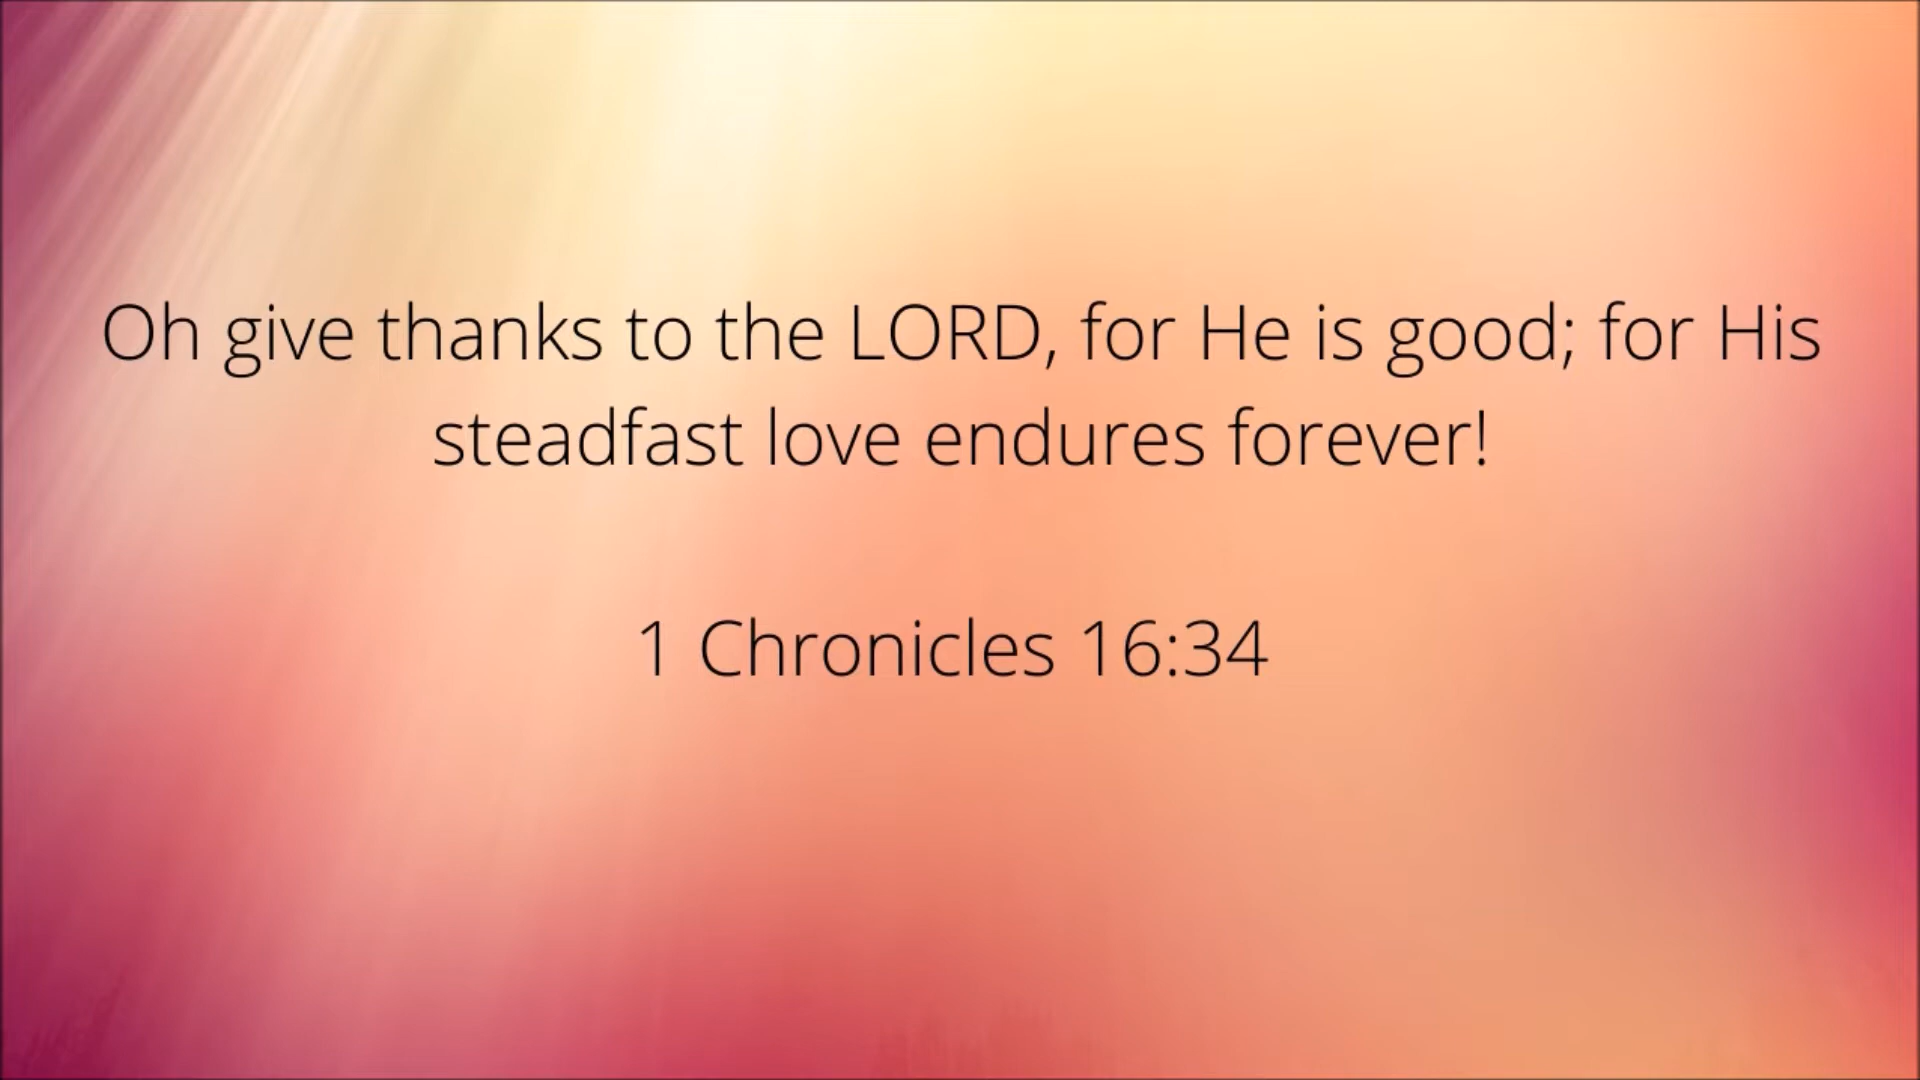 Oh give thanks to the LORD, for He is good; for His
steadfast love endures forever!
1 Chronicles 16:34